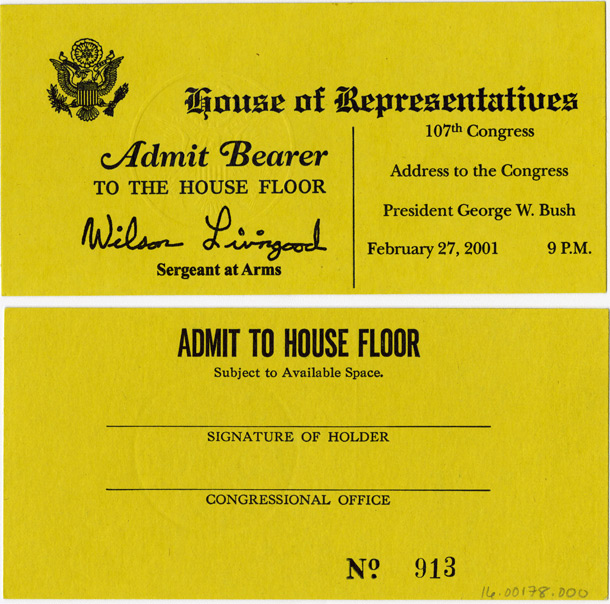 House of Representatives
Admit Bearer
TO THE HOUSE FLOOR
Wilson Livingood
Sergeant at Arms
107th Congress
Address to the Congress
President George W. Bush
February 27, 2001 9 P.M.
ADMIT TO HOUSE FLOOR
Subject to Available Space.
SIGNATURE OF HOLDER
CONGRESSIONAL OFFICE
Nº 913
16.00178.000